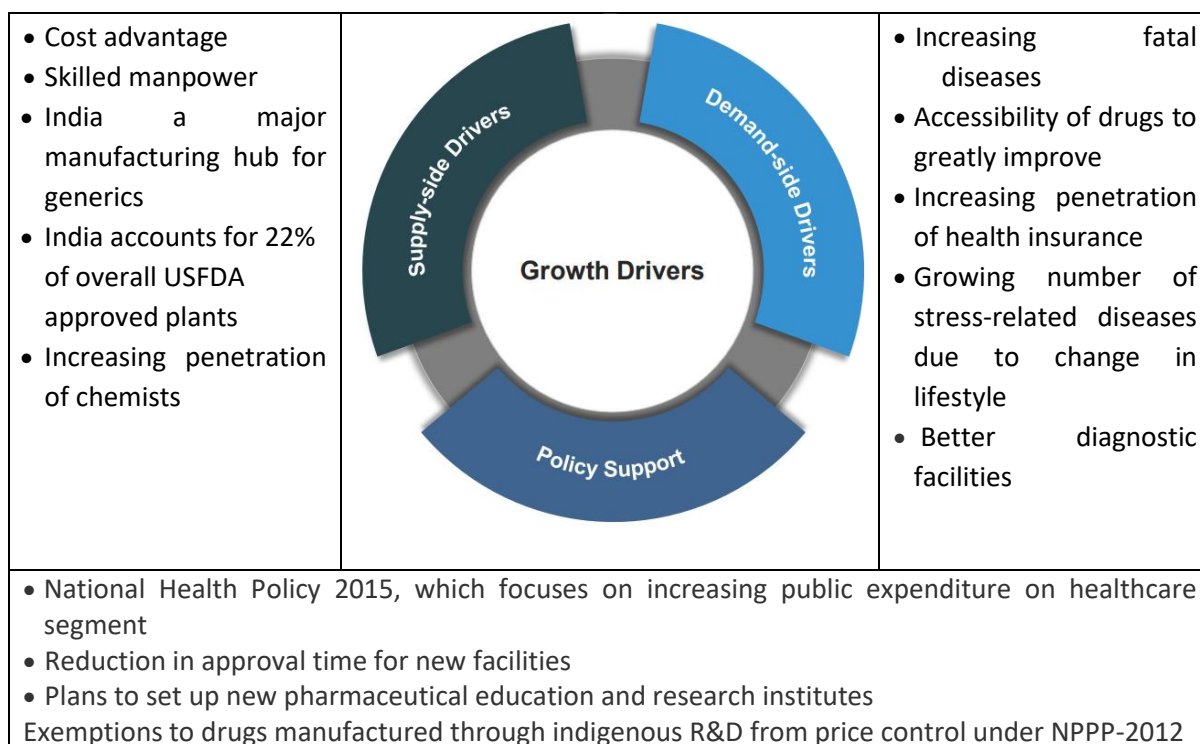 • Cost advantage
• Skilled manpower
• India a major
manufacturing hub for
generics
• India accounts for 22%
of overall USFDA
approved plants
• Increasing penetration
of chemists
Supply-side Drivers
Demand-side Drivers
Growth Drivers
Policy Support
• Increasing fatal
diseases
• Accessibility of drugs to
greatly improve
• Increasing penetration
of health insurance
• Growing number of
stress-related diseases
due to change in
lifestyle
• Better diagnostic
facilities
• National Health Policy 2015, which focuses on increasing public expenditure on healthcare
segment
• Reduction in approval time for new facilities
• Plans to set up new pharmaceutical education and research institutes
Exemptions to drugs manufactured through indigenous R&D from price control under NPPP-2012